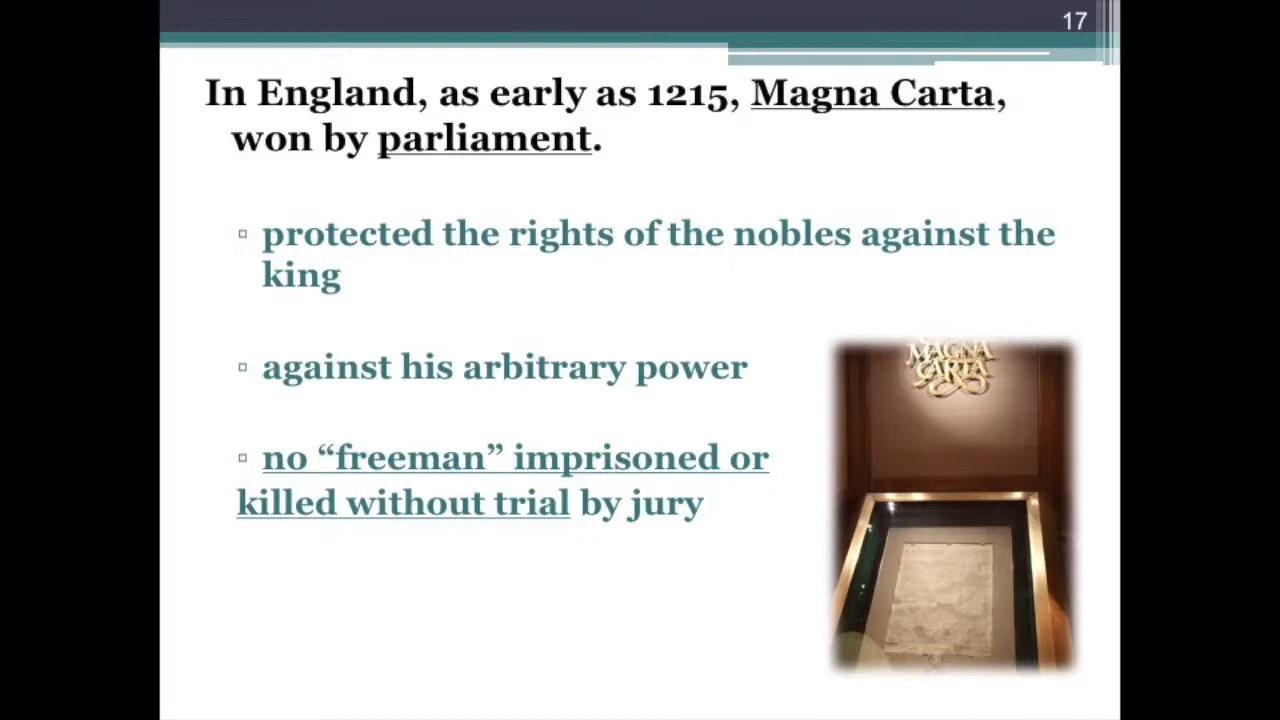 17
In England, as early as 1215, Magna Carta,
won by parliament.
▫ protected the rights of the nobles against the
king
▫ against his arbitrary power
▫ no “freeman” imprisoned or
killed without trial by jury
MAGNA
CARTA